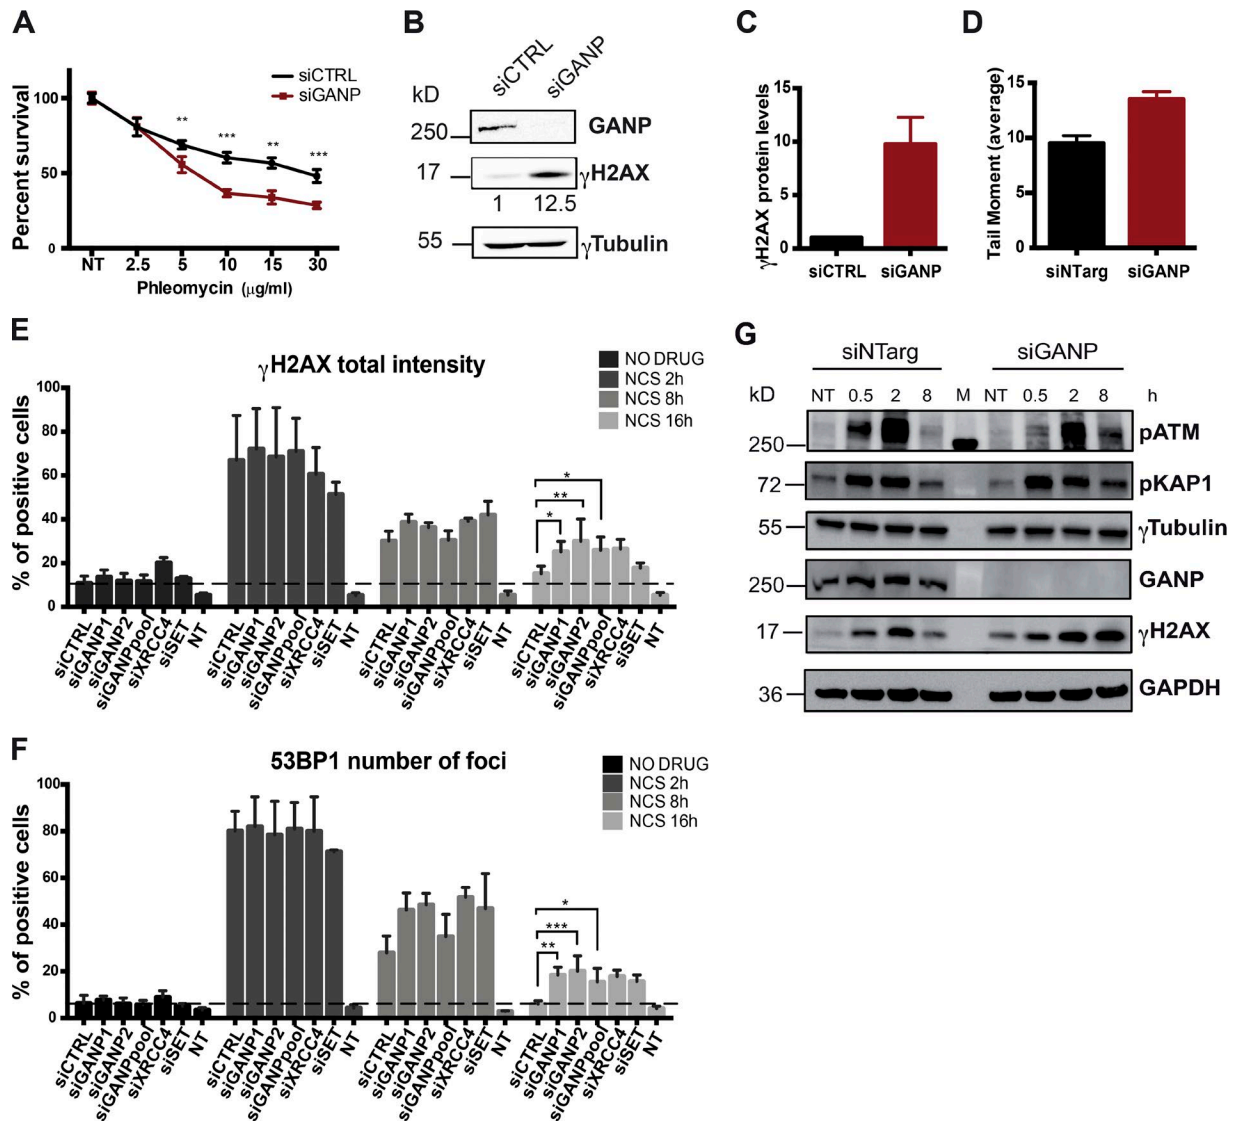 A
siCTRL
siGANP
Percent survival
100
50
0
**
***
**
***
NT 2.5 5 10 15 30
Phleomycin (µg/ml)
B
siCTRL siGANP
kD
250 GANP
17 γH2AX
1 12.5
55 γTubulin
C
γH2AX protein levels
15
10
5
0
siCTRL siGANP
D
Tail Moment (average)
15
10
5
0
siNTarg siGANP
E
γH2AX total intensity
NO DRUG
NCS 2h
NCS 8h
NCS 16h
% of positive cells
100
80
60
40
20
0
*
**
*
siCTRL siGANP1 siGANP2 siGANPpool siXRCC4 siSET NT siCTRL siGANP1 siGANP2 siGANPpool siXRCC4 siSET NT siCTRL siGANP1 siGANP2 siGANPpool siXRCC4 siSET NT siCTRL siGANP1 siGANP2 siGANPpool siXRCC4 siSET NT
F
53BP1 number of foci
NO DRUG
NCS 2h
NCS 8h
NCS 16h
% of positive cells
100
80
60
40
20
0
*
***
**
siCTRL siGANP1 siGANP2 siGANPpool siXRCC4 siSET NT siCTRL siGANP1 siGANP2 siGANPpool siXRCC4 siSET NT siCTRL siGANP1 siGANP2 siGANPpool siXRCC4 siSET NT siCTRL siGANP1 siGANP2 siGANPpool siXRCC4 siSET NT
G
siNTarg siGANP
kD NT 0.5 2 8 M NT 0.5 2 8 h
250 pATM
72 pKAP1
55 γTubulin
250 GANP
17 γH2AX
36 GAPDH